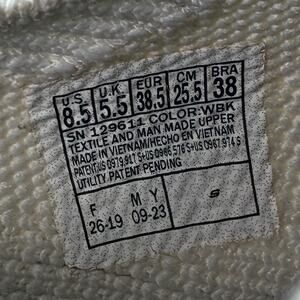 U.S. U.K. EUR CM BRA
8.5 5.5 38.5 25.5 38
SN 129611 COLOR:WBK
TEXTILE AND MAN MADE UPPER
MADE IN VIETNAM/HECHO EN VIETNAM
UTILITY PATENT PENDING
F M Y
26-19 09-23
S